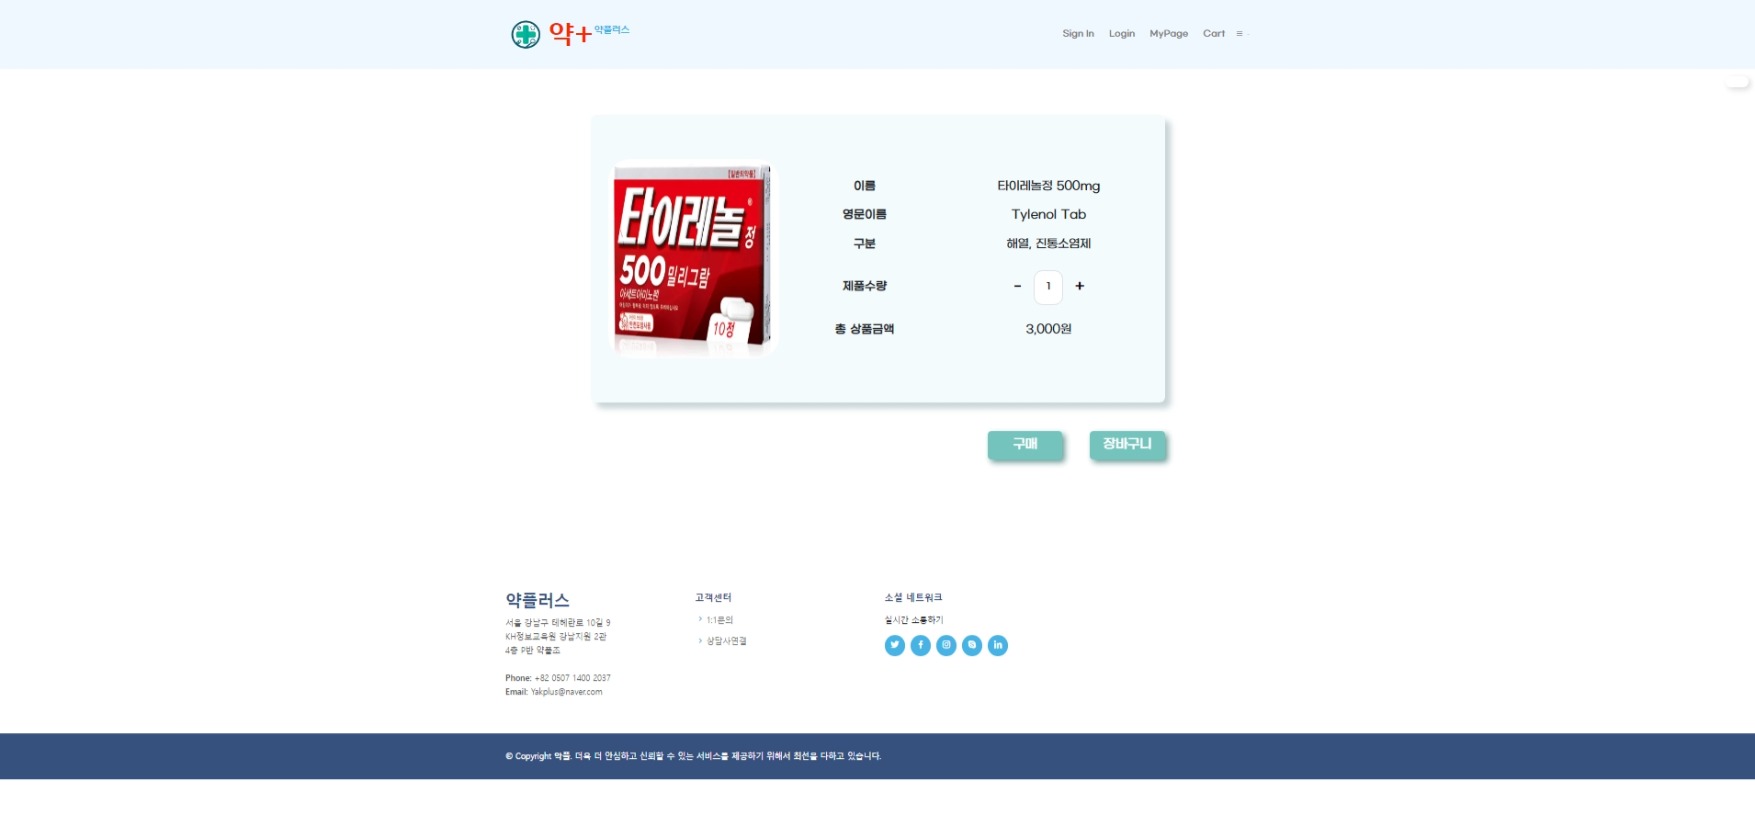 약+ 약플러스
Sign In Login MyPage Cart
[일반의약품]
타이레놀 정
500 밀리그람
아세트아미노펜
10정
이름 타이레놀정 500mg
영문이름 Tylenol Tab
구분 해열, 진통소염제
제품수량 - 1 +
총 상품금액 3,000원
구매 장바구니
약플러스
서울 강남구 테헤란로 10길 9
KH정보교육원 강남지원 2관
4층 P반 약플조
Phone: +82 0507 1400 2037
Email: Yakplus@naver.com
고객센터
1:1문의
상담사연결
소셜 네트워크
실시간 소통하기
© Copyright 약플. 더욱 더 안심하고 신뢰할 수 있는 서비스를 제공하기 위해서 최선을 다하고 있습니다.